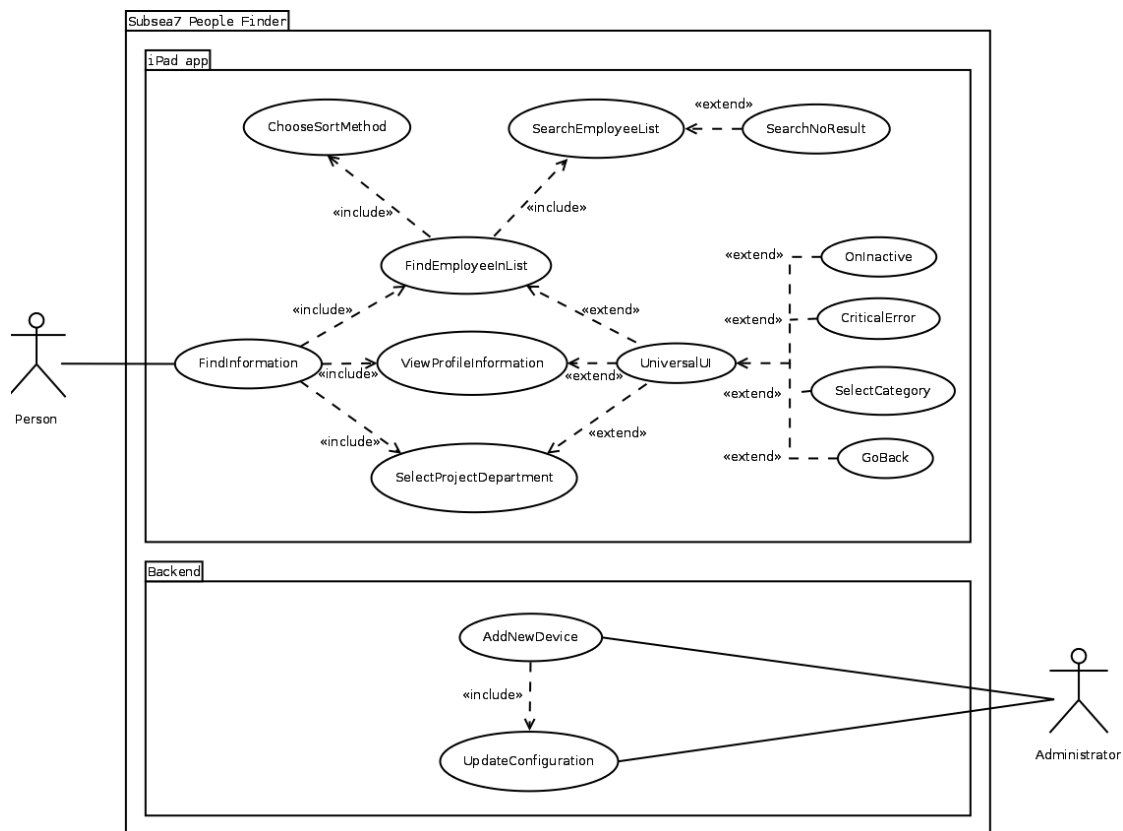 Subsea7 People Finder
iPad app
ChooseSortMethod
SearchEmployeeList
«extend»
SearchNoResult
«include»
«include»
FindEmployeeInList
«extend»
OnInactive
«include»
«extend»
«extend»
CriticalError
Person
FindInformation
«include»
ViewProfileInformation
«extend»
UniversalUI
«extend»
SelectCategory
«include»
«extend»
«extend»
GoBack
SelectProjectDepartment
Backend
AddNewDevice
«include»
UpdateConfiguration
Administrator